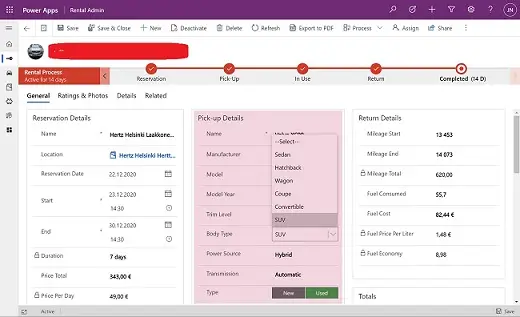 Power Apps Rental Admin JN
New Save Save & Close New Deactivate Delete Refresh Export to PDF Process Assign Share
Rental Process
Active for 14 days
Reservation Pick-Up In Use Return Completed (14 D)
General Ratings & Photos Details Related
Reservation Details
Name Hertz Helsinki Laakkone...
Location Hertz Helsinki Hertt...
Reservation Date 22.12.2020
Start 23.12.2020
14:30
End 30.12.2020
14:30
Duration 7 days
Price Total 343,00 €
Price Per Day 49,00 €
Pick-up Details
Name
Manufacturer
Model
Model Year
Trim Level
--Select--
Sedan
Hatchback
Wagon
Coupe
Convertible
SUV
Body Type SUV
Power Source Hybrid
Transmission Automatic
Type New Used
Return Details
Mileage Start 13 453
Mileage End 14 073
Mileage Total 620,00
Fuel Consumed 55,7
Fuel Cost 82,44 €
Fuel Price Per Liter 1,48 €
Fuel Economy 8,98
Totals
Active Save